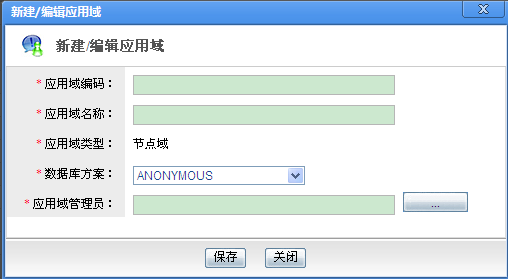 新建/编辑应用域
新建/编辑应用域
*应用域编码：
*应用域名称：
*应用域类型： 节点域
*数据库方案： ANONYMOUS
*应用域管理员： ...
保存 关闭